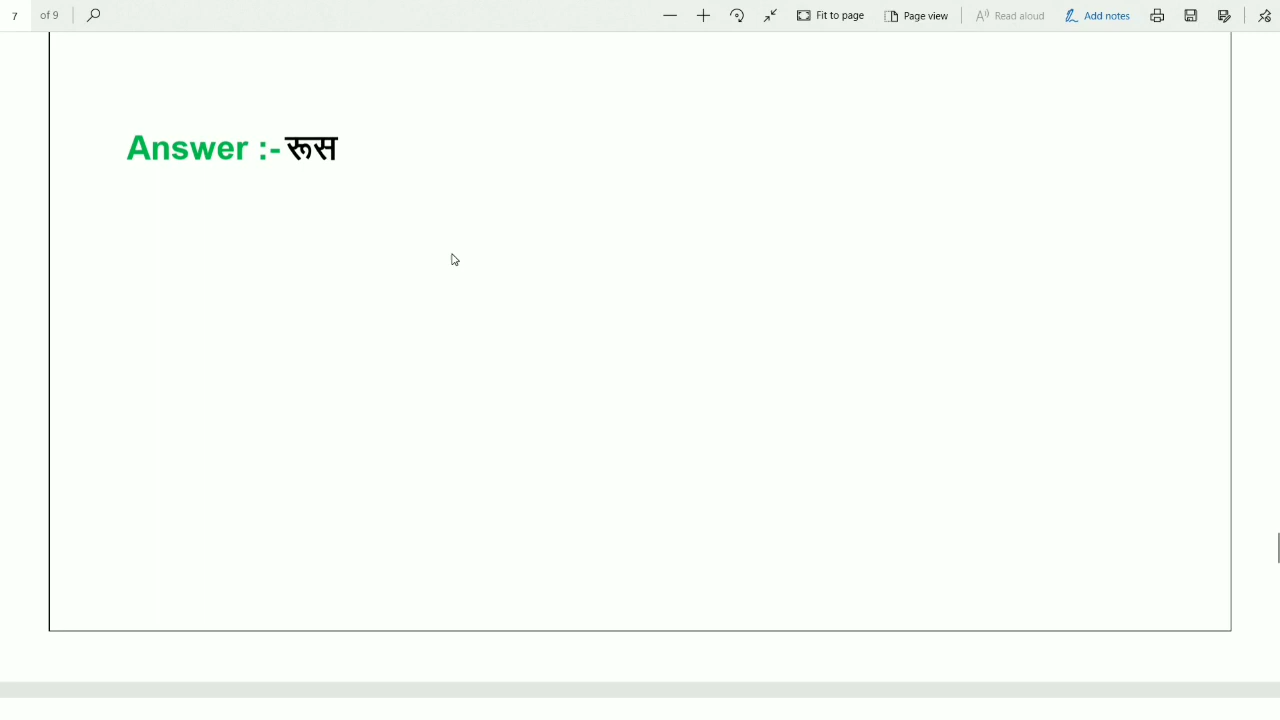 7 of 9 Fit to page Page view Read aloud Add notes
Answer :- रूस